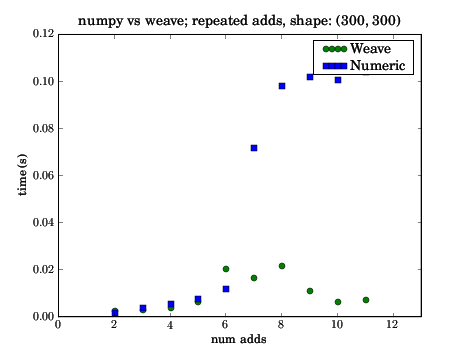 numpy vs weave; repeated adds, shape: (300, 300)
0.12
Weave
Numeric
0.10
0.08
0.06
0.04
0.02
0.00
time(s)
0 2 4 6 8 10 12
num adds